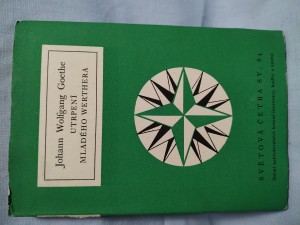 Johann Wolfgang Goethe
UTRPENÍ
MLADÉHO WERTHERA
SVĚTOVÁ ČETBA SV. 84